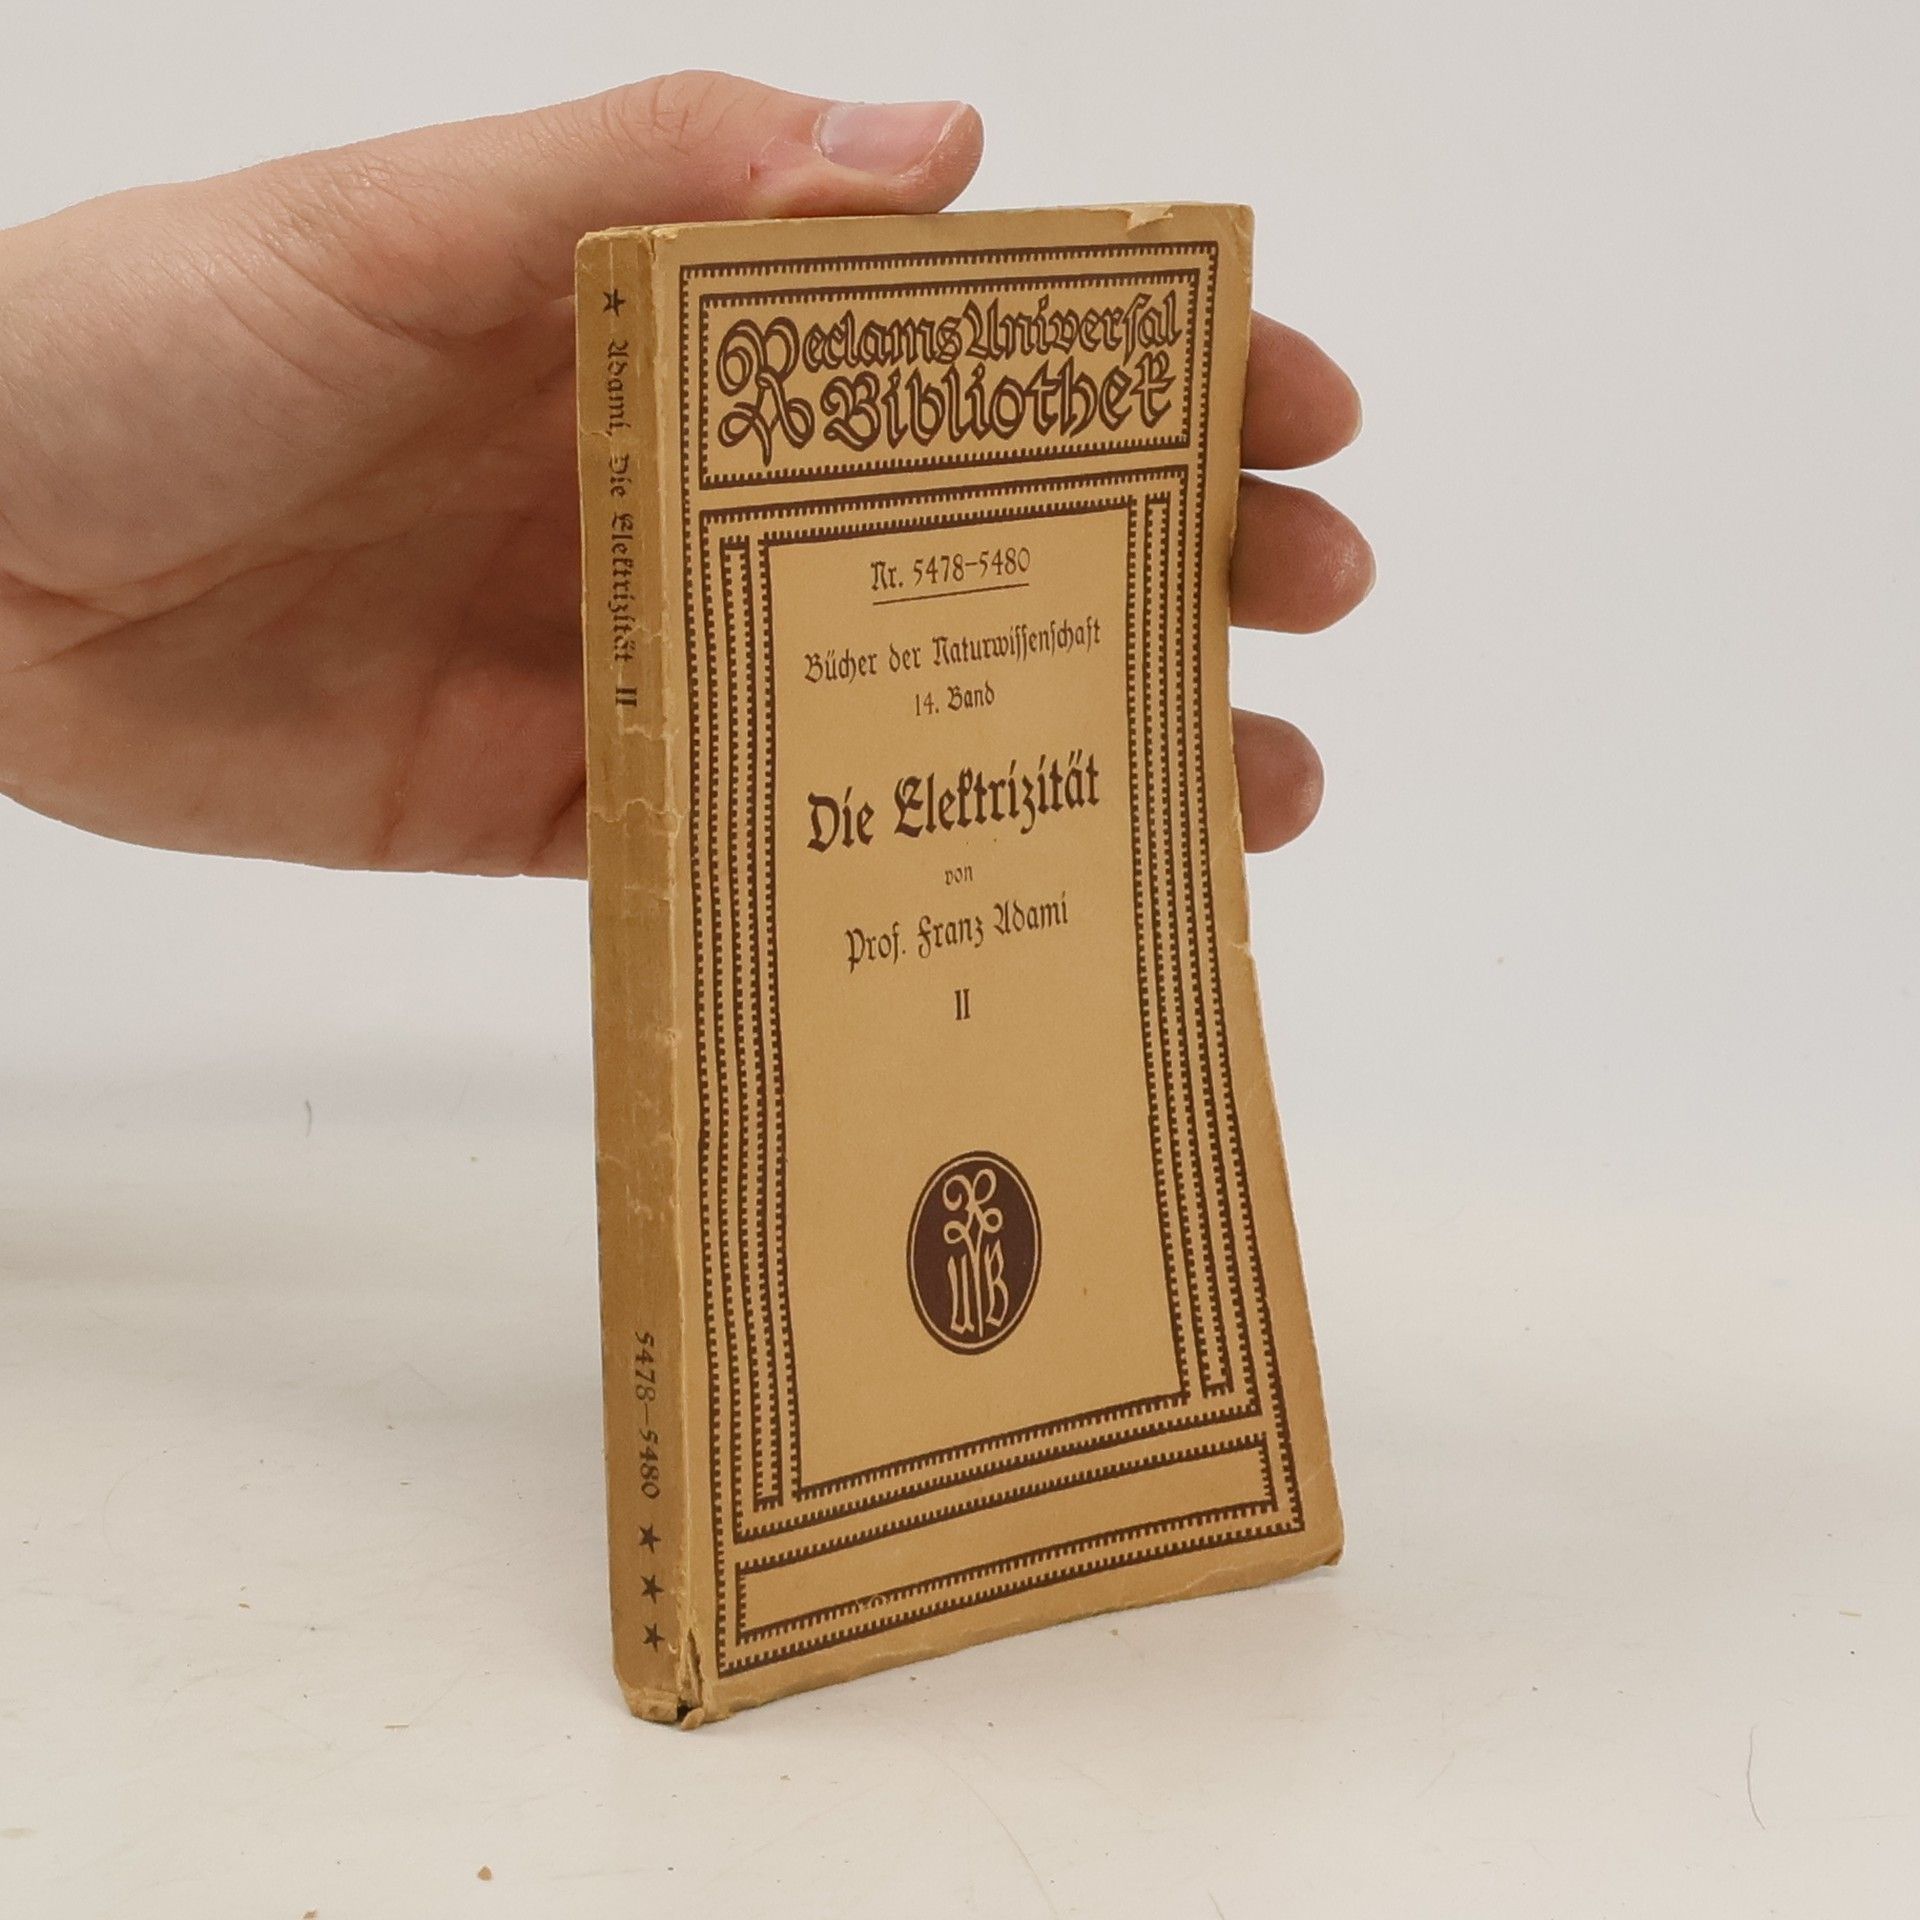 Reclams Universal
Bibliothek
Nr. 5478–5480
Bücher der Naturwiſſenſchaft
14. Band
Die Elektrizität
von
Prof. Franz Adami
II
RUB
★ Adami, Die Elektrizität II
5478–5480 ★ ★ ★